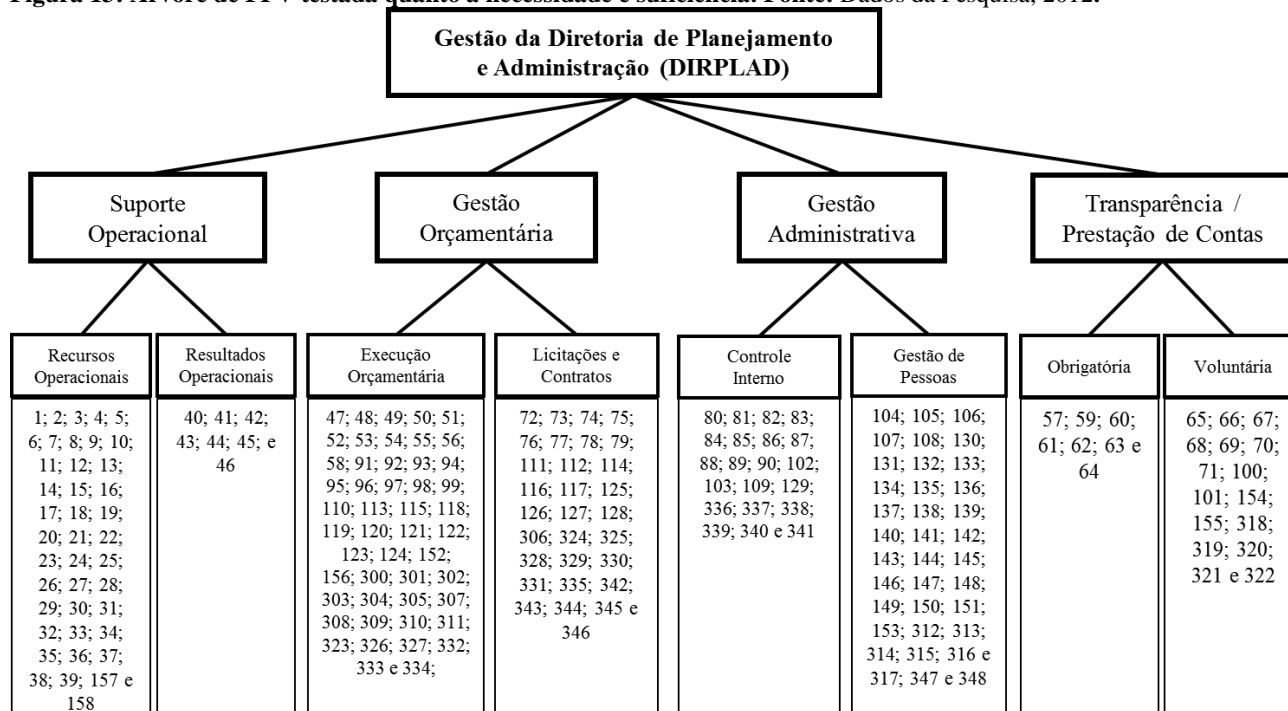 Figura 15: Árvore de PFV testada quanto à necessidade e suficiência. Fonte: Dados da Pesquisa, 2012.
Gestão da Diretoria de Planejamento
e Administração (DIRPLAD)
Suporte
Operacional
Gestão
Orçamentária
Gestão
Administrativa
Transparência /
Prestação de Contas
Recursos
Operacionais
Resultados
Operacionais
Execução
Orçamentária
Licitações e
Contratos
Controle
Interno
Gestão de
Pessoas
Obrigatória
Voluntária
1; 2; 3; 4; 5;
6; 7; 8; 9; 10;
11; 12; 13;
14; 15; 16;
17; 18; 19;
20; 21; 22;
23; 24; 25;
26; 27; 28;
29; 30; 31;
32; 33; 34;
35; 36; 37;
38; 39; 157 e
158
40; 41; 42;
43; 44; 45; e
46
47; 48; 49; 50; 51;
52; 53; 54; 55; 56;
58; 91; 92; 93; 94;
95; 96; 97; 98; 99;
110; 113; 115; 118;
119; 120; 121; 122;
123; 124; 152;
156; 300; 301; 302;
303; 304; 305; 307;
308; 309; 310; 311;
323; 326; 327; 332;
333 e 334;
72; 73; 74; 75;
76; 77; 78; 79;
111; 112; 114;
116; 117; 125;
126; 127; 128;
306; 324; 325;
328; 329; 330;
331; 335; 342;
343; 344; 345 e
346
80; 81; 82; 83;
84; 85; 86; 87;
88; 89; 90; 102;
103; 109; 129;
336; 337; 338;
339; 340 e 341
104; 105; 106;
107; 108; 130;
131; 132; 133;
134; 135; 136;
137; 138; 139;
140; 141; 142;
143; 144; 145;
146; 147; 148;
149; 150; 151;
153; 312; 313;
314; 315; 316 e
317; 347 e 348
57; 59; 60;
61; 62; 63 e
64
65; 66; 67;
68; 69; 70;
71; 100;
101; 154;
155; 318;
319; 320;
321 e 322